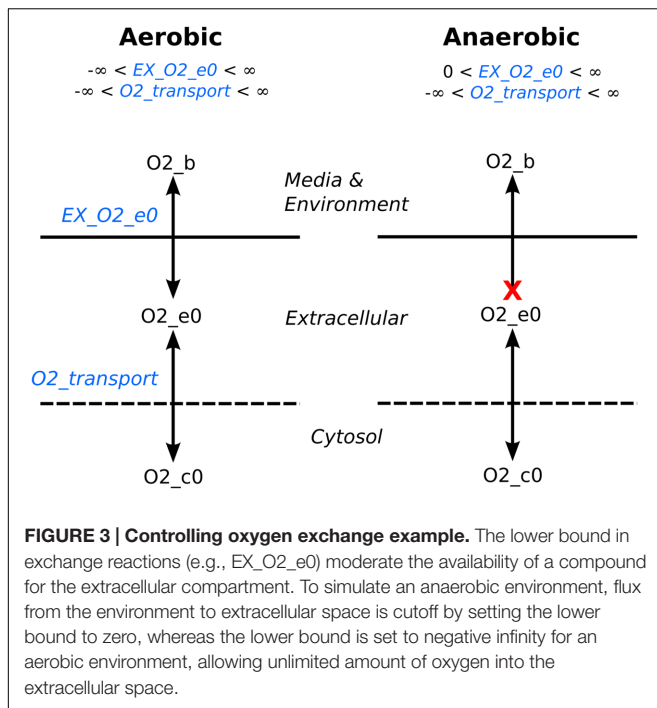 Aerobic
-∞ < EX_O2_e0 < ∞
-∞ < O2_transport < ∞
Anaerobic
0 < EX_O2_e0 < ∞
-∞ < O2_transport < ∞
O2_b
Media &
Environment
O2_b
EX_O2_e0
X
O2_e0
Extracellular
O2_e0
O2_transport
Cytosol
O2_c0
O2_c0
FIGURE 3 | Controlling oxygen exchange example. The lower bound in
exchange reactions (e.g., EX_O2_e0) moderate the availability of a compound
for the extracellular compartment. To simulate an anaerobic environment, flux
from the environment to extracellular space is cutoff by setting the lower
bound to zero, whereas the lower bound is set to negative infinity for an
aerobic environment, allowing unlimited amount of oxygen into the
extracellular space.